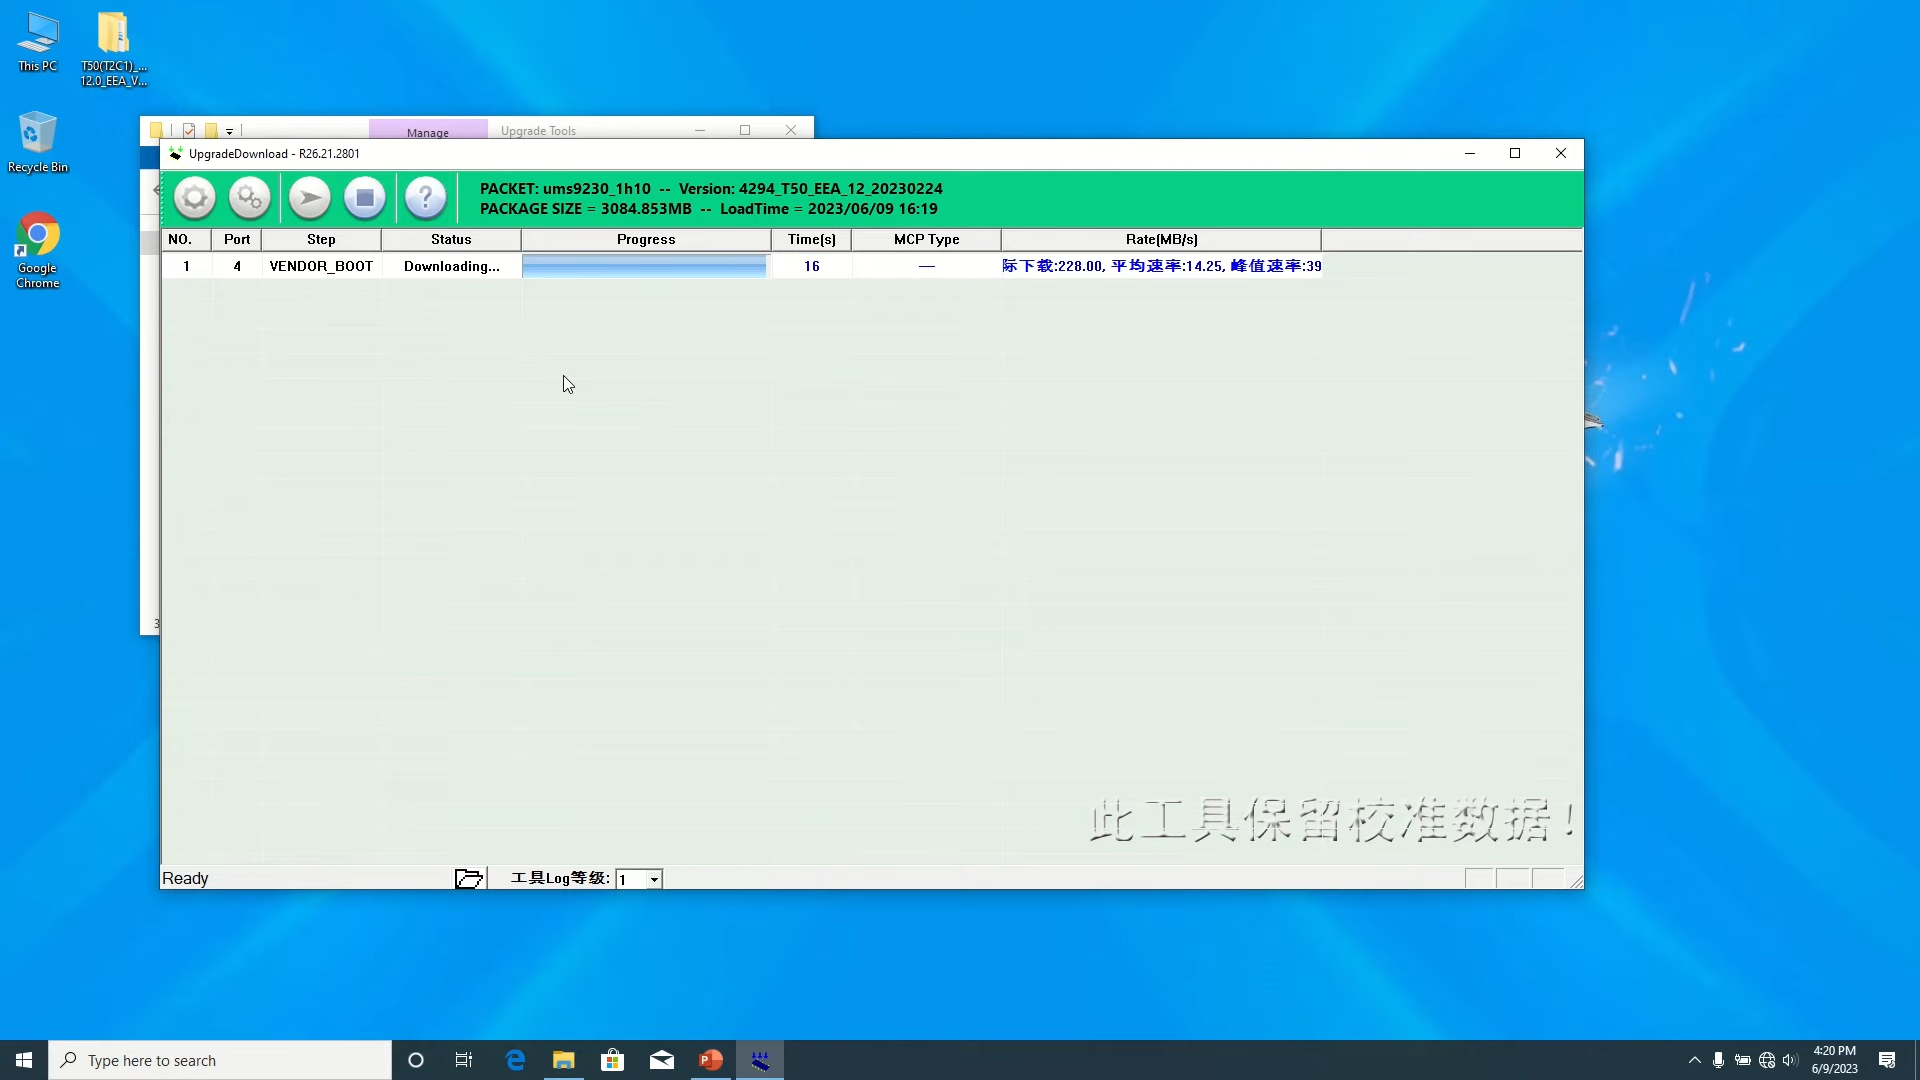 This PC
T50(T2C1)_...
12.0_EEA_V...
Recycle Bin
Google
Chrome
Manage
Upgrade Tools
UpgradeDownload - R26.21.2801
PACKET: ums9230_1h10 -- Version: 4294_T50_EEA_12_20230224
PACKAGE SIZE = 3084.853MB -- LoadTime = 2023/06/09 16:19
NO. Port Step Status Progress Time(s) MCP Type Rate(MB/s)
1 4 VENDOR_BOOT Downloading... 16 — 际下载:228.00, 平均速率:14.25, 峰值速率:39
3
此工具保留校准数据！
Ready
工具Log等级: 1
Type here to search
4:20 PM
6/9/2023